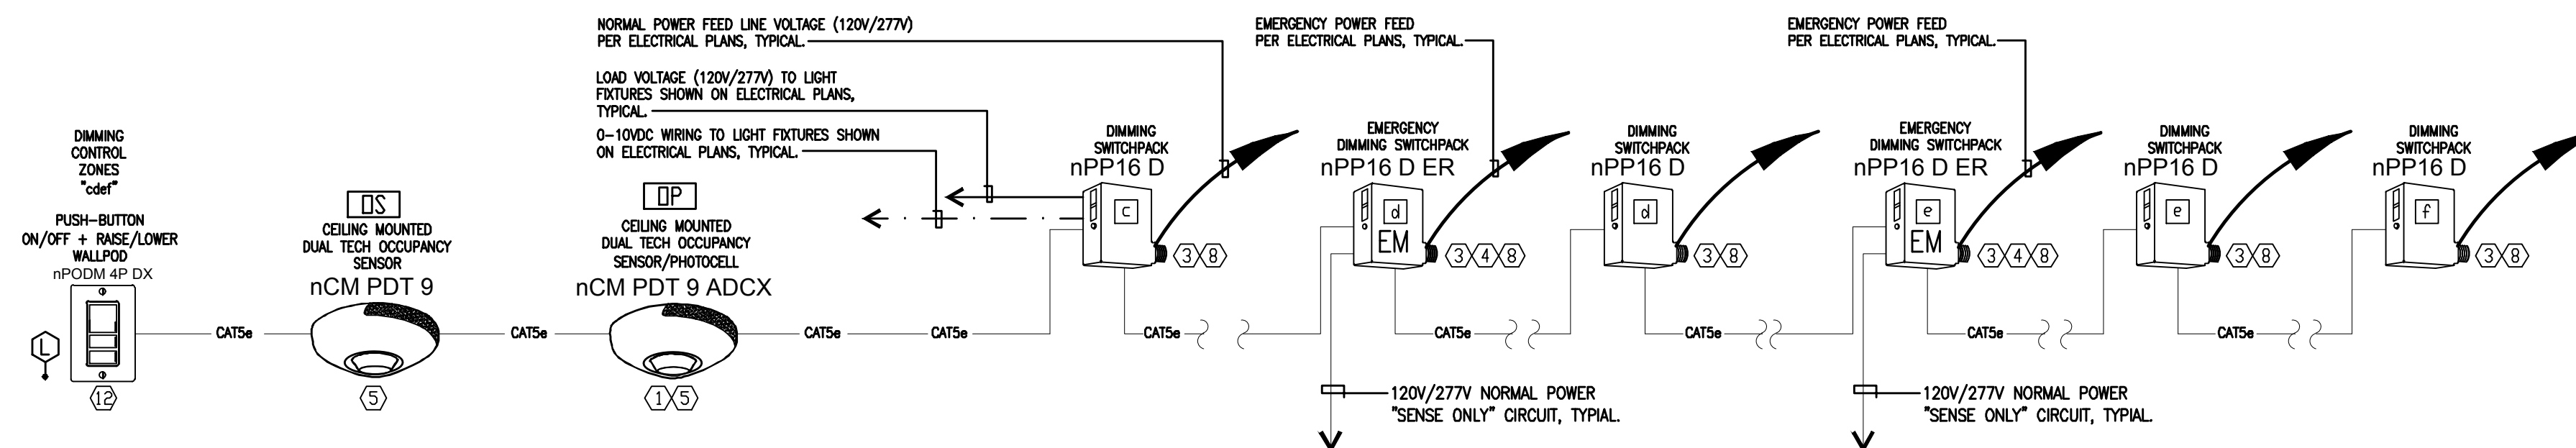 NORMAL POWER FEED LINE VOLTAGE (120V/277V)
PER ELECTRICAL PLANS, TYPICAL.
LOAD VOLTAGE (120V/277V) TO LIGHT
FIXTURES SHOWN ON ELECTRICAL PLANS,
TYPICAL.
0-10VDC WIRING TO LIGHT FIXTURES SHOWN
ON ELECTRICAL PLANS, TYPICAL.
EMERGENCY POWER FEED
PER ELECTRICAL PLANS, TYPICAL.
EMERGENCY POWER FEED
PER ELECTRICAL PLANS, TYPICAL.
DIMMING
CONTROL
ZONES
"cdef"
PUSH-BUTTON
ON/OFF + RAISE/LOWER
WALLPOD
nPODM 4P DX
L
12
CAT5e
OS
CEILING MOUNTED
DUAL TECH OCCUPANCY
SENSOR
nCM PDT 9
5
CAT5e
OP
CEILING MOUNTED
DUAL TECH OCCUPANCY
SENSOR/PHOTOCELL
nCM PDT 9 ADCX
1 5
CAT5e
CAT5e
DIMMING
SWITCHPACK
nPP16 D
c
3 8
CAT5e
EMERGENCY
DIMMING SWITCHPACK
nPP16 D ER
d
EM
3 4 8
CAT5e
120V/277V NORMAL POWER
"SENSE ONLY" CIRCUIT, TYPIAL.
DIMMING
SWITCHPACK
nPP16 D
d
3 8
CAT5e
EMERGENCY
DIMMING SWITCHPACK
nPP16 D ER
e
EM
3 4 8
CAT5e
120V/277V NORMAL POWER
"SENSE ONLY" CIRCUIT, TYPIAL.
DIMMING
SWITCHPACK
nPP16 D
e
3 8
CAT5e
DIMMING
SWITCHPACK
nPP16 D
f
3 8